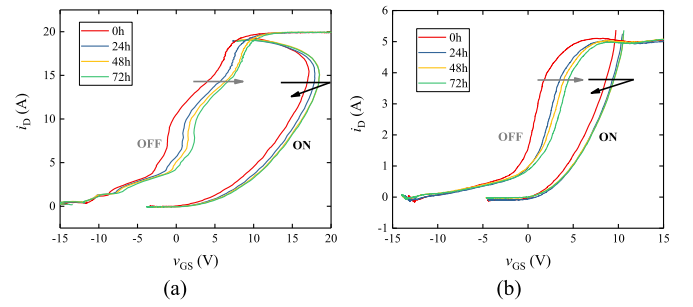 (a)
20
15
10
5
0
i_D (A)
0h
24h
48h
72h
OFF
ON
-15 -10 -5 0 5 10 15 20
v_GS (V)
(a)
(b)
6
5
4
3
2
1
0
-1
i_D (A)
0h
24h
48h
72h
OFF
ON
-15 -10 -5 0 5 10 15
v_GS (V)
(b)